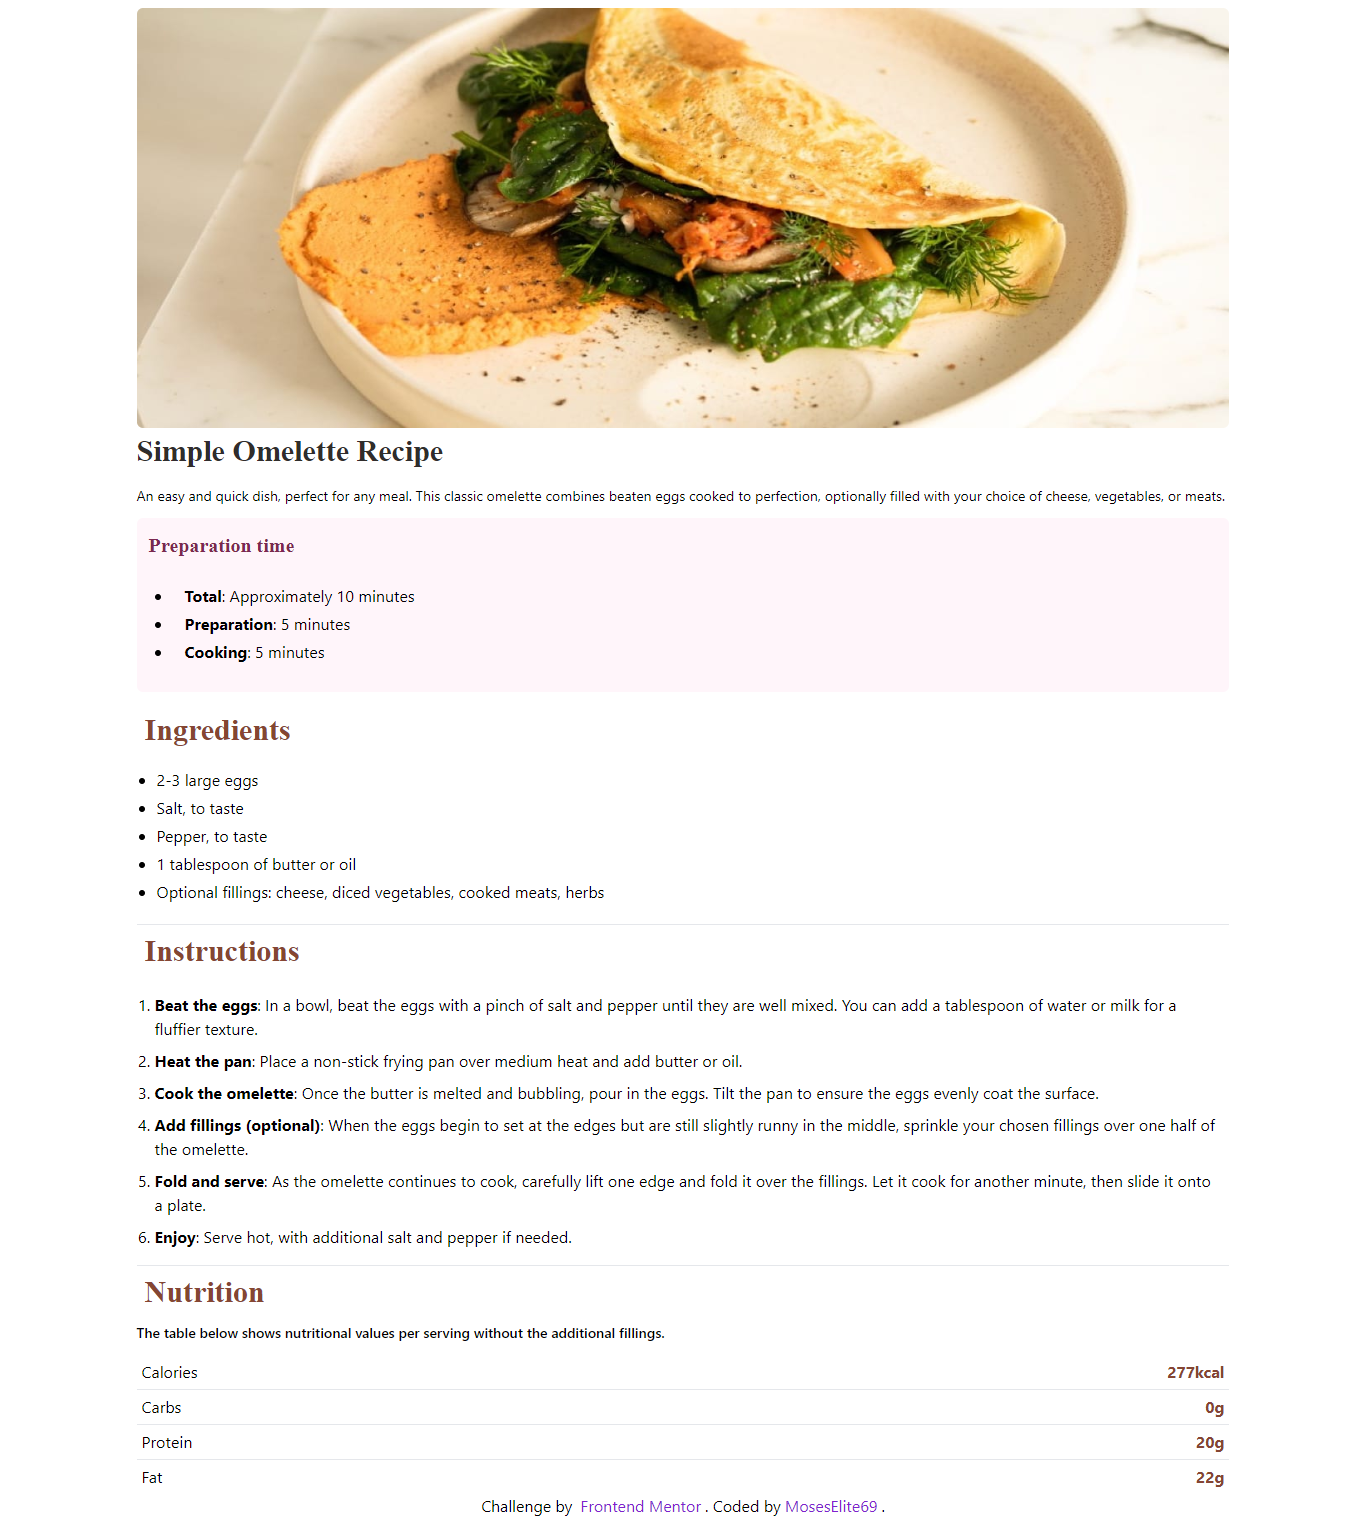 Simple Omelette Recipe
An easy and quick dish, perfect for any meal. This classic omelette combines beaten eggs cooked to perfection, optionally filled with your choice of cheese, vegetables, or meats.
Preparation time
• Total: Approximately 10 minutes
• Preparation: 5 minutes
• Cooking: 5 minutes
Ingredients
• 2-3 large eggs
• Salt, to taste
• Pepper, to taste
• 1 tablespoon of butter or oil
• Optional fillings: cheese, diced vegetables, cooked meats, herbs
Instructions
1. Beat the eggs: In a bowl, beat the eggs with a pinch of salt and pepper until they are well mixed. You can add a tablespoon of water or milk for a
fluffier texture.
2. Heat the pan: Place a non-stick frying pan over medium heat and add butter or oil.
3. Cook the omelette: Once the butter is melted and bubbling, pour in the eggs. Tilt the pan to ensure the eggs evenly coat the surface.
4. Add fillings (optional): When the eggs begin to set at the edges but are still slightly runny in the middle, sprinkle your chosen fillings over one half of
the omelette.
5. Fold and serve: As the omelette continues to cook, carefully lift one edge and fold it over the fillings. Let it cook for another minute, then slide it onto
a plate.
6. Enjoy: Serve hot, with additional salt and pepper if needed.
Nutrition
The table below shows nutritional values per serving without the additional fillings.
Calories 277kcal
Carbs 0g
Protein 20g
Fat 22g
Challenge by Frontend Mentor . Coded by MosesElite69 .